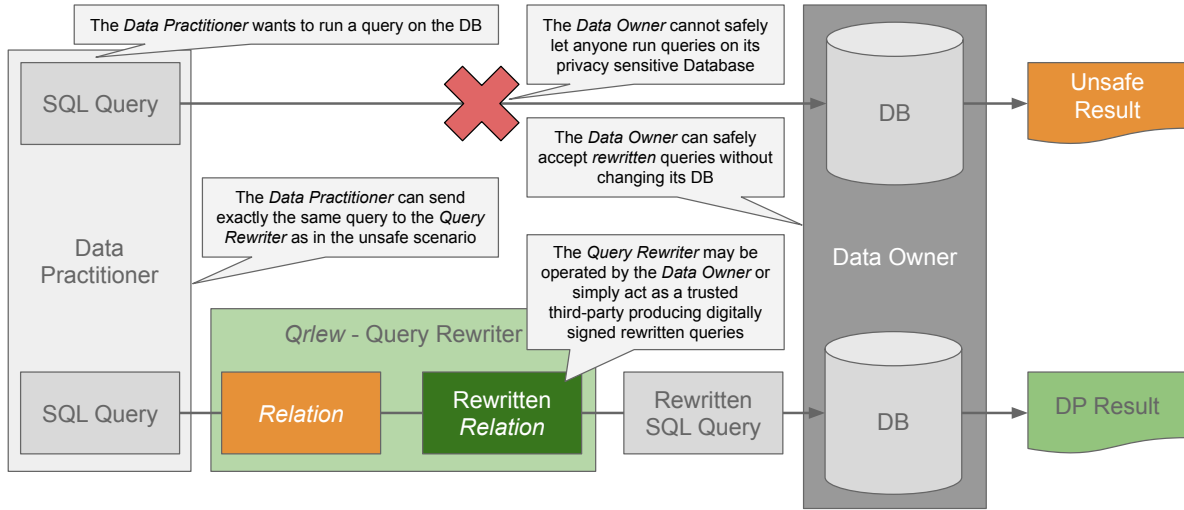 The Data Practitioner wants to run a query on the DB
The Data Owner cannot safely
let anyone run queries on its
privacy sensitive Database
SQL Query
DB
Unsafe
Result
The Data Owner can safely
accept rewritten queries without
changing its DB
The Data Practitioner can send
exactly the same query to the Query
Rewriter as in the unsafe scenario
Data
Practitioner
The Query Rewriter may be
operated by the Data Owner or
simply act as a trusted
third-party producing digitally
signed rewritten queries
Data Owner
Qrlew - Query Rewriter
SQL Query
Relation
Rewritten
Relation
Rewritten
SQL Query
DB
DP Result